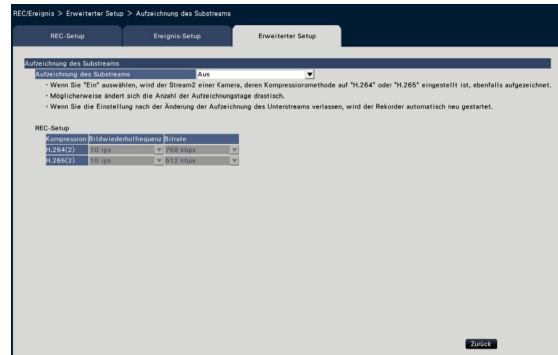 REC/Ereignis > Erweiterter Setup > Aufzeichnung des Substreams
REC-Setup Ereignis-Setup Erweiterter Setup
Aufzeichnung des Substreams
Aufzeichnung des Substreams Aus
・Wenn Sie "Ein" auswählen, wird der Stream2 einer Kamera, deren Kompressionsmethode auf "H.264" oder "H.265" eingestellt ist, ebenfalls aufgezeichnet.
・Möglicherweise ändert sich die Anzahl der Aufzeichnungstage drastisch.
・Wenn Sie die Einstellung nach der Änderung der Aufzeichnung des Unterstreams verlassen, wird der Rekorder automatisch neu gestartet.
REC-Setup
Kompression Bildwiederholfrequenz Bitrate
H.264(2) 10 ips 768 kbps
H.265(2) 10 ips 512 kbps
Zurück